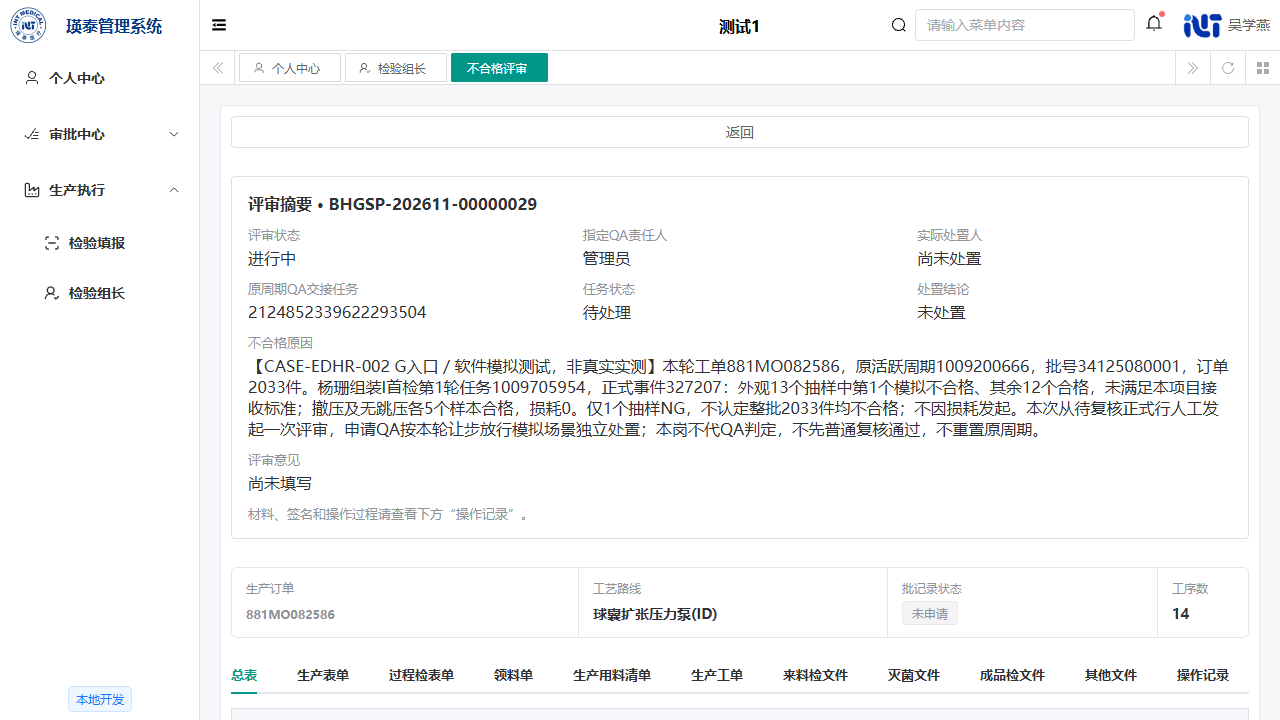 瑛泰管理系统
测试1
请输入菜单内容
吴学燕
个人中心
审批中心
生产执行
检验填报
检验组长
本地开发
个人中心
检验组长
不合格评审
返回
评审摘要 • BHGSP-202611-00000029
评审状态
指定QA责任人
实际处置人
进行中
管理员
尚未处置
原周期QA交接任务
任务状态
处置结论
2124852339622293504
待处理
未处置
不合格原因
【CASE-EDHR-002 G入口 / 软件模拟测试，非真实实测】本轮工单881MO082586，原活跃周期1009200666，批号34125080001，订单
2033件。杨珊组装Ⅰ首检第1轮任务1009705954，正式事件327207：外观13个抽样中第1个模拟不合格、其余12个合格，未满足本项目接
收标准；撤压及无跳压各5个样本合格，损耗0。仅1个抽样NG，不认定整批2033件均不合格；不因损耗发起。本次从待复核正式行人工发
起一次评审，申请QA按本轮让步放行模拟场景独立处置；本岗不代QA判定，不先普通复核通过，不重置原周期。
评审意见
尚未填写
材料、签名和操作过程请查看下方“操作记录”。
生产订单
工艺路线
批记录状态
工序数
881MO082586
球囊扩张压力泵(ID)
未申请
14
总表
生产表单
过程检表单
领料单
生产用料清单
生产工单
来料检文件
灭菌文件
成品检文件
其他文件
操作记录